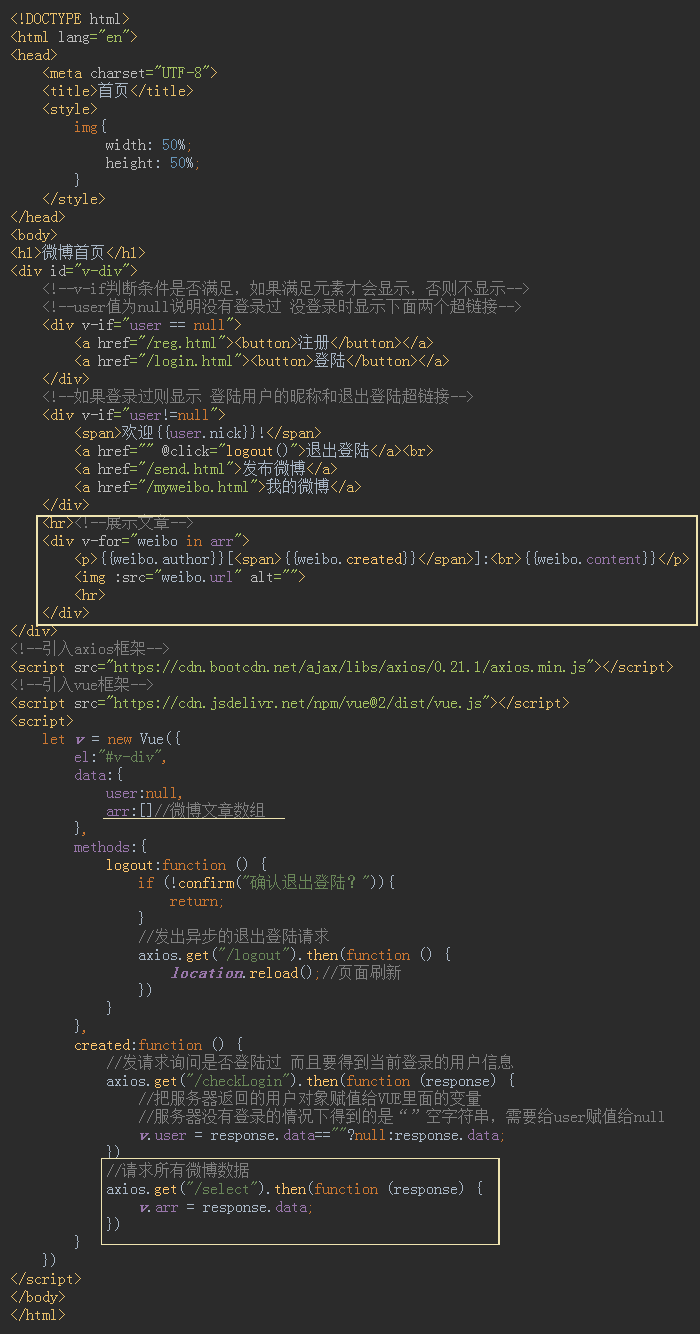 <!DOCTYPE html>
<html lang="en">
<head>
    <meta charset="UTF-8">
    <title>首页</title>
    <style>
        img{
            width: 50%;
            height: 50%;
        }
    </style>
</head>
<body>
<h1>微博首页</h1>
<div id="v-div">
    <!--v-if判断条件是否满足，如果满足元素才会显示，否则不显示-->
    <!--user值为null说明没有登录过 没登录时显示下面两个超链接-->
    <div v-if="user == null">
        <a href="/reg.html"><button>注册</button></a>
        <a href="/login.html"><button>登陆</button></a>
    </div>
    <!--如果登录过则显示 登陆用户的昵称和退出登陆超链接-->
    <div v-if="user!=null">
        <span>欢迎{{user.nick}}!</span>
        <a href="" @click="logout()">退出登陆</a><br>
        <a href="/send.html">发布微博</a>
        <a href="/myweibo.html">我的微博</a>
    </div>
    <hr><!--展示文章-->
    <div v-for="weibo in arr">
        <p>{{weibo.author}}[<span>{{weibo.created}}</span>]:<br>{{weibo.content}}</p>
        <img :src="weibo.url" alt="">
        <hr>
    </div>
</div>
<!--引入axios框架-->
<script src="https://cdn.bootcdn.net/ajax/libs/axios/0.21.1/axios.min.js"></script>
<!--引入vue框架-->
<script src="https://cdn.jsdelivr.net/npm/vue@2/dist/vue.js"></script>
<script>
    let v = new Vue({
        el:"#v-div",
        data:{
            user:null,
            arr:[]//微博文章数组
        },
        methods:{
            logout:function () {
                if (!confirm("确认退出登陆？")){
                    return;
                }
                //发出异步的退出登陆请求
                axios.get("/logout").then(function () {
                    location.reload();//页面刷新
                })
            }
        },
        created:function () {
            //发请求询问是否登陆过 而且要得到当前登录的用户信息
            axios.get("/checkLogin").then(function (response) {
                //把服务器返回的用户对象赋值给VUE里面的变量
                //服务器没有登录的情况下得到的是“”空字符串，需要给user赋值给null
                v.user = response.data==""?null:response.data;
            })
            //请求所有微博数据
            axios.get("/select").then(function (response) {
                v.arr = response.data;
            })
        }
    })
</script>
</body>
</html>